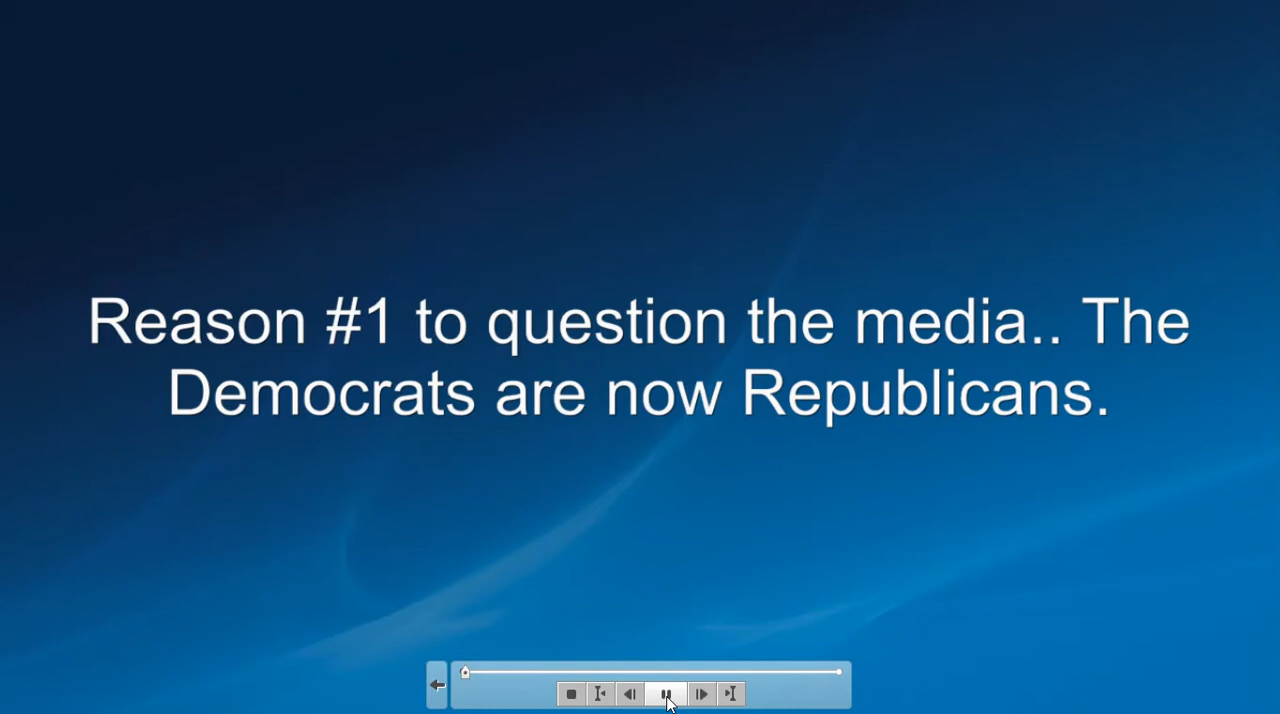 Reason #1 to question the media.. The
Democrats are now Republicans.